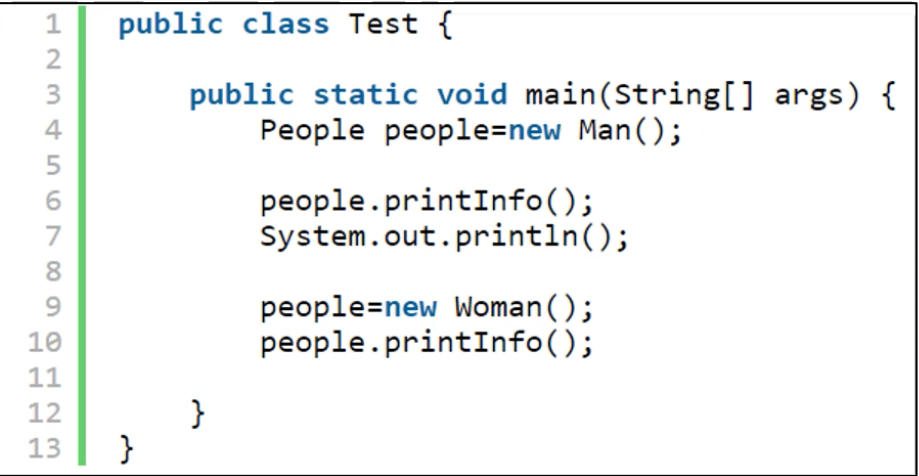 1 public class Test {
2
3 public static void main(String[] args) {
4 People people=new Man();
5
6 people.printInfo();
7 System.out.println();
8
9 people=new Woman();
10 people.printInfo();
11
12 }
13 }